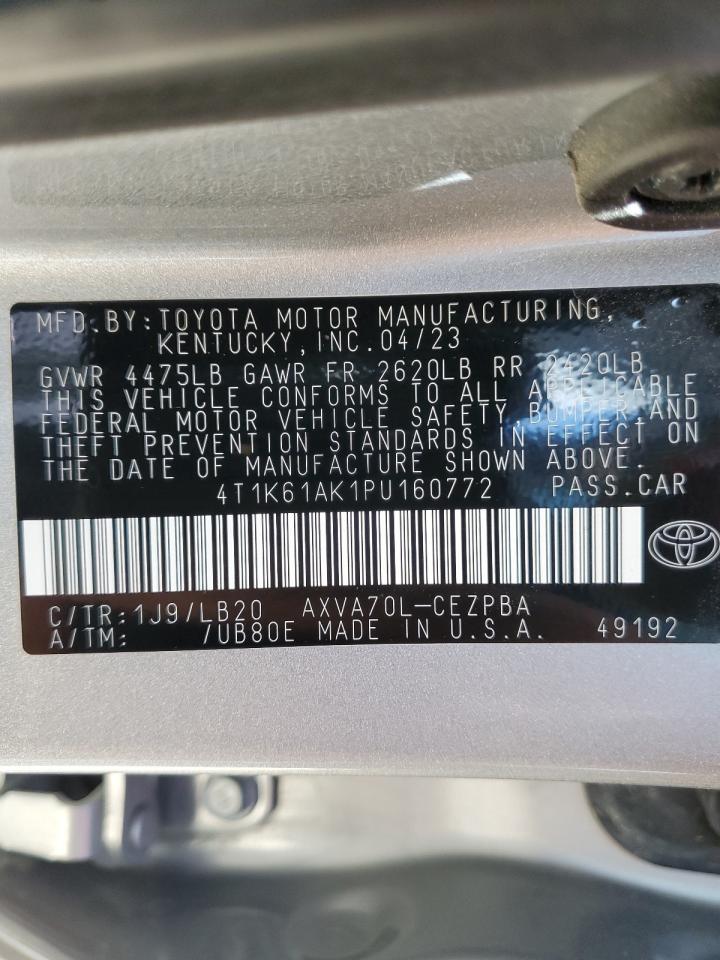 MFD.BY:TOYOTA MOTOR MANUFACTURING,
KENTUCKY,INC.04/23
GVWR 4475LB GAWR FR 2620LB RR 2420LB
THIS VEHICLE CONFORMS TO ALL APPLICABLE
FEDERAL MOTOR VEHICLE SAFETY,BUMPER,AND
THEFT PREVENTION STANDARDS IN EFFECT ON
THE DATE OF MANUFACTURE SHOWN ABOVE.
4T1K61AK1PU160772 PASS.CAR
C/TR:1J9/LB20 AXVA70L-CEZPBA
A/TM: /UB80E MADE IN U.S.A. 49192